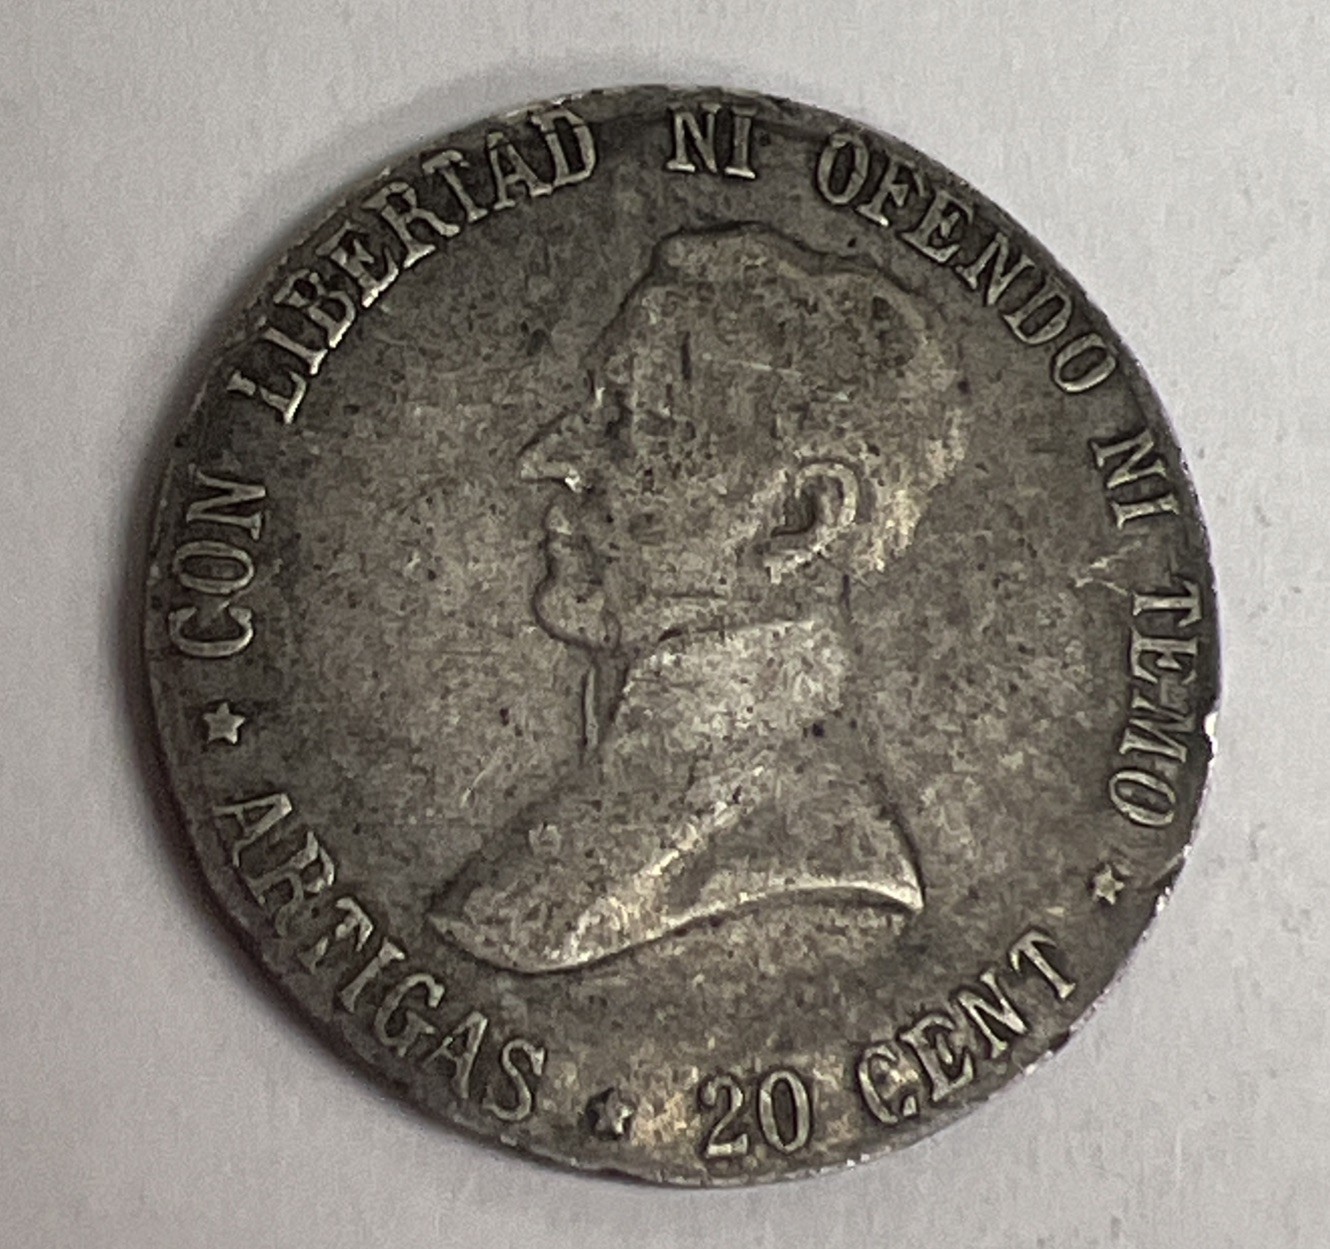 CON LIBERTAD NI OFENDO NI TEMO
ARTIGAS
20 CENT